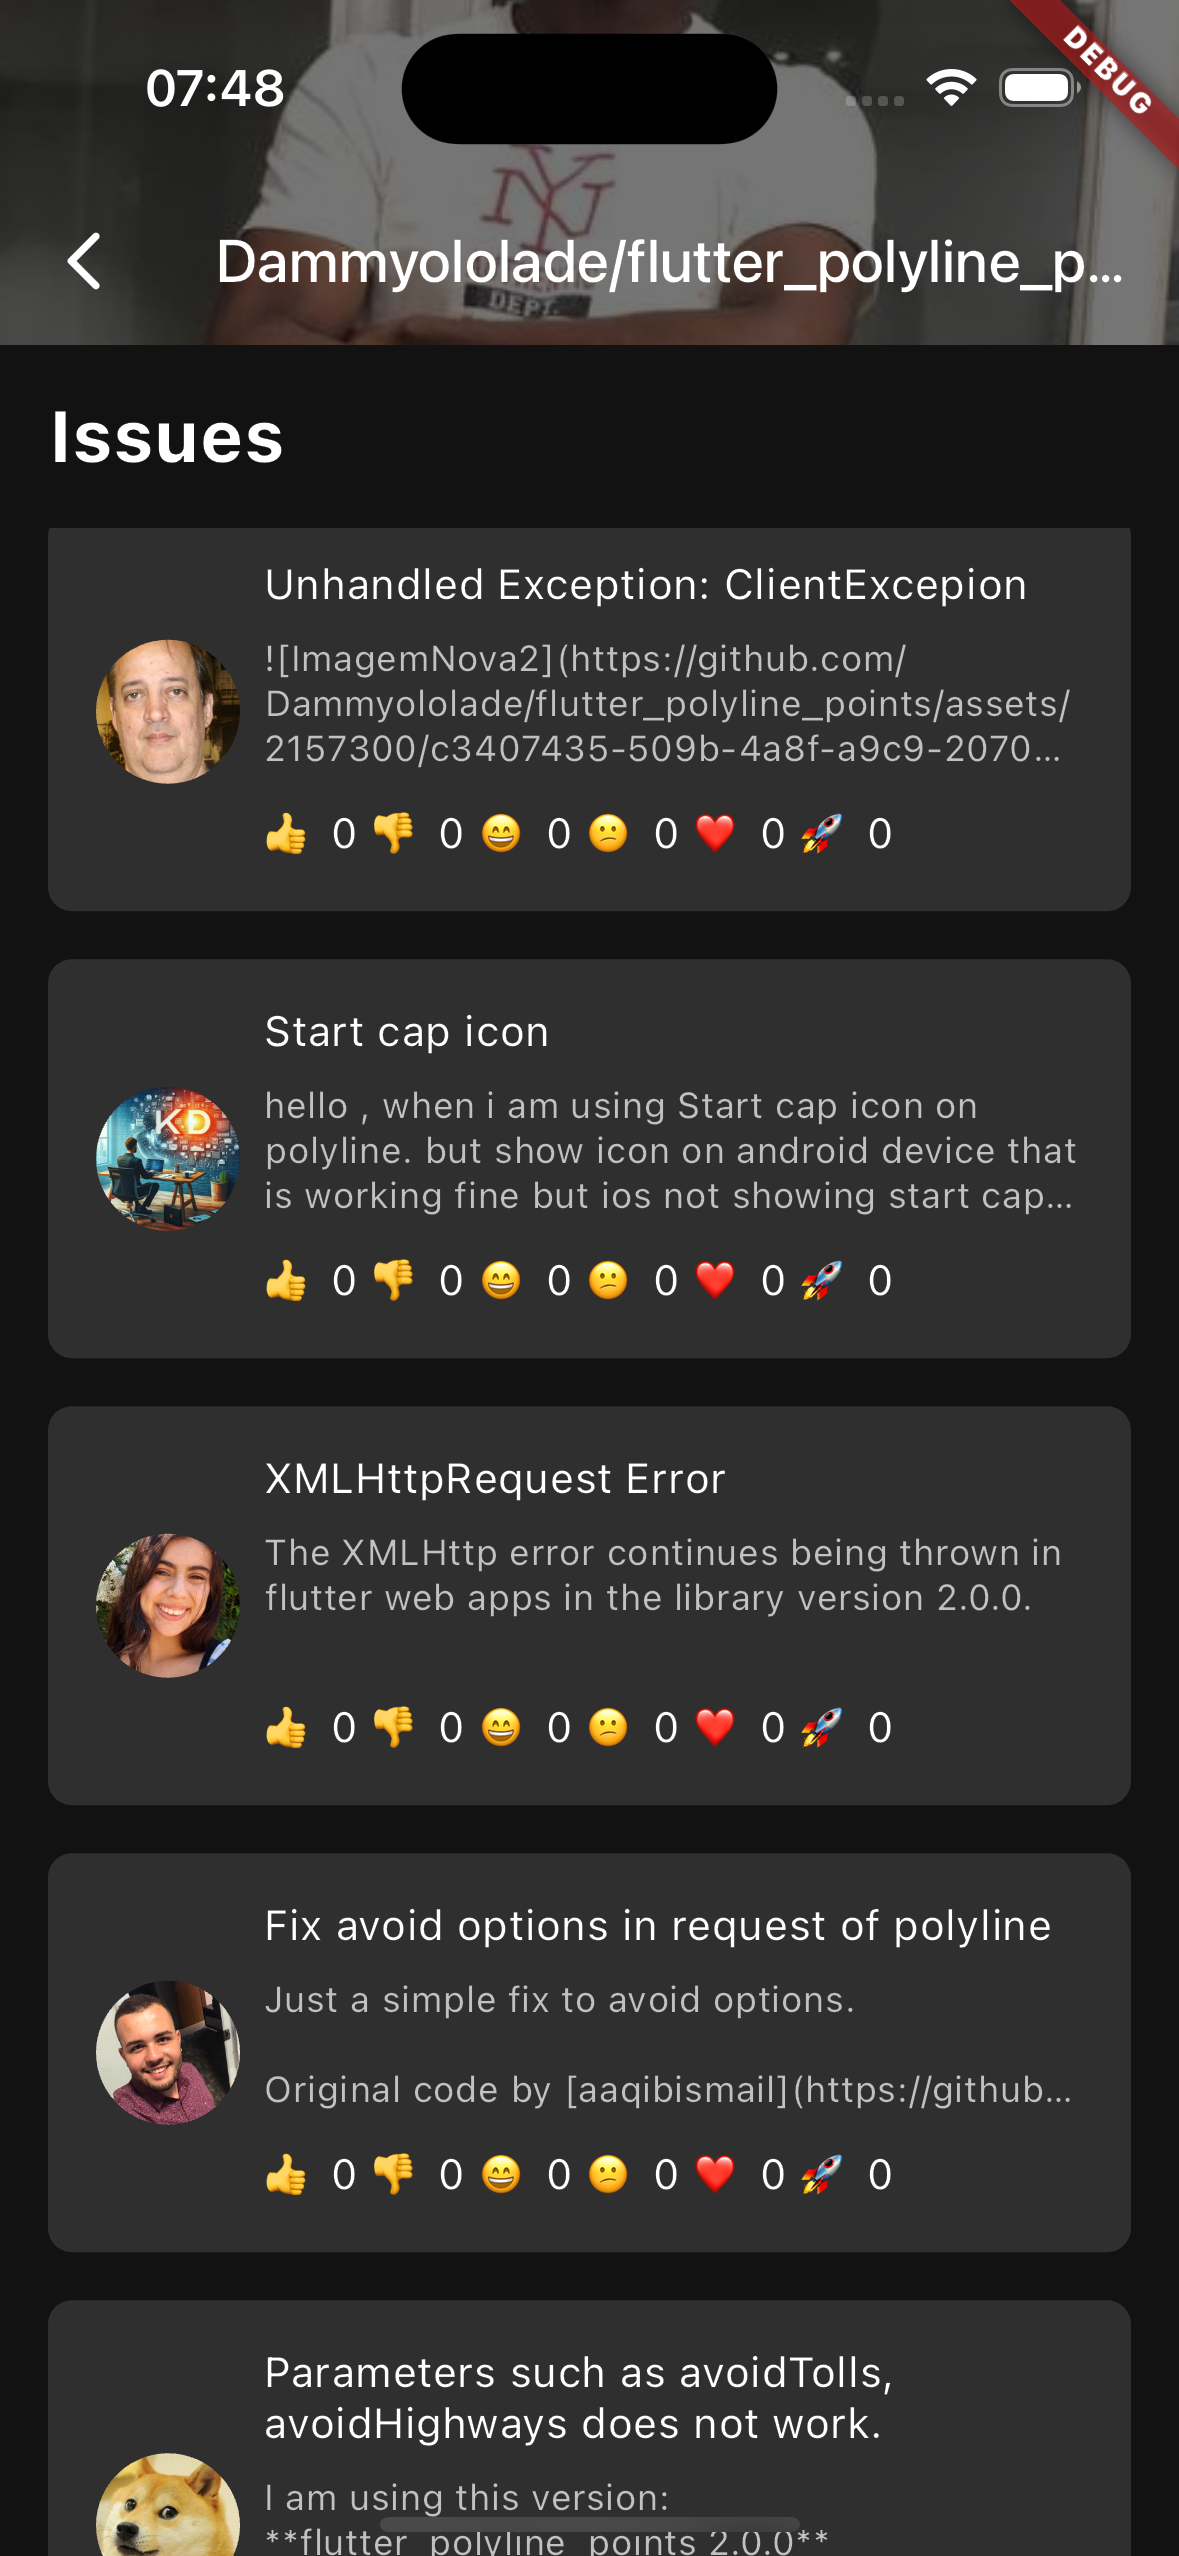 07:48
DEBUG
NY
DEPT.
Dammyololade/flutter_polyline_p...
Issues
Unhandled Exception: ClientExcepion
![ImagemNova2](https://github.com/
Dammyololade/flutter_polyline_points/assets/
2157300/c3407435-509b-4a8f-a9c9-2070...
👍 0 👎 0 😄 0 😕 0 ❤️ 0 🚀 0
Start cap icon
KD
hello , when i am using Start cap icon on
polyline. but show icon on android device that
is working fine but ios not showing start cap...
👍 0 👎 0 😄 0 😕 0 ❤️ 0 🚀 0
XMLHttpRequest Error
The XMLHttp error continues being thrown in
flutter web apps in the library version 2.0.0.
👍 0 👎 0 😄 0 😕 0 ❤️ 0 🚀 0
Fix avoid options in request of polyline
Just a simple fix to avoid options.
Original code by [aaqibismail](https://github...
👍 0 👎 0 😄 0 😕 0 ❤️ 0 🚀 0
Parameters such as avoidTolls,
avoidHighways does not work.
I am using this version:
**flutter_polyline_points 2.0.0**